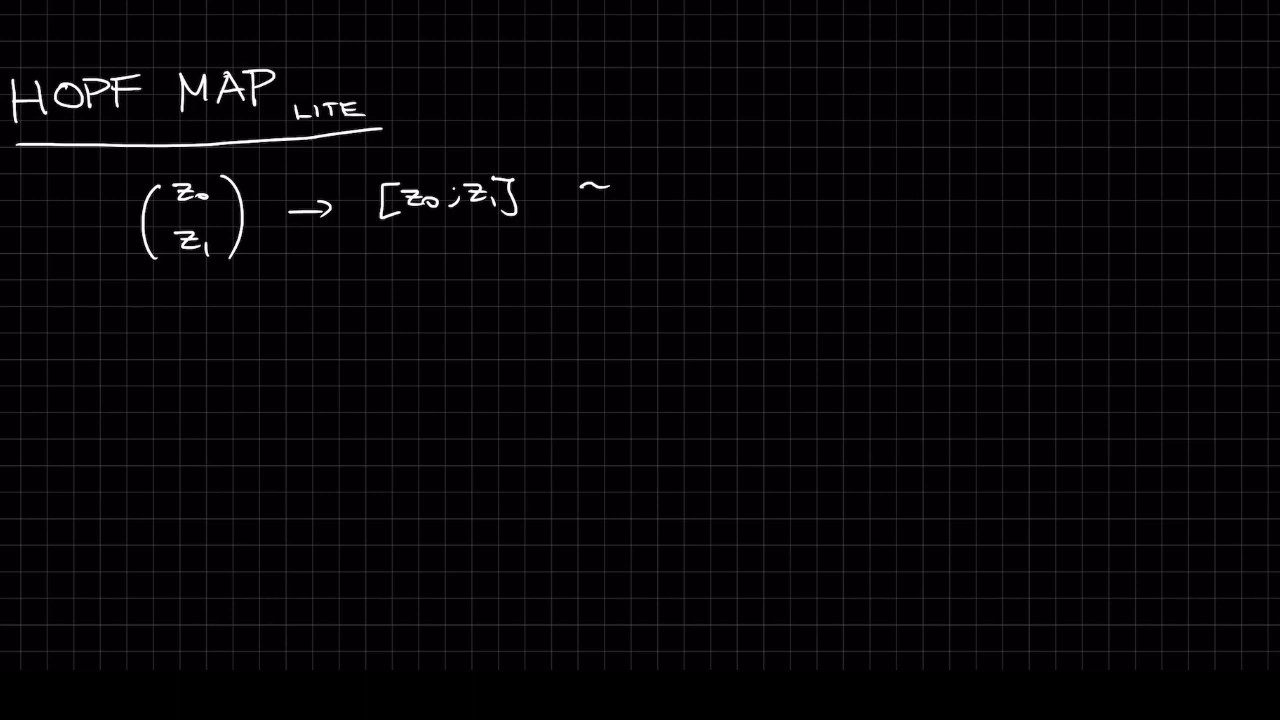 HOPF MAP LITE
(z₀ z₁) → [z₀ ; z₁] ~